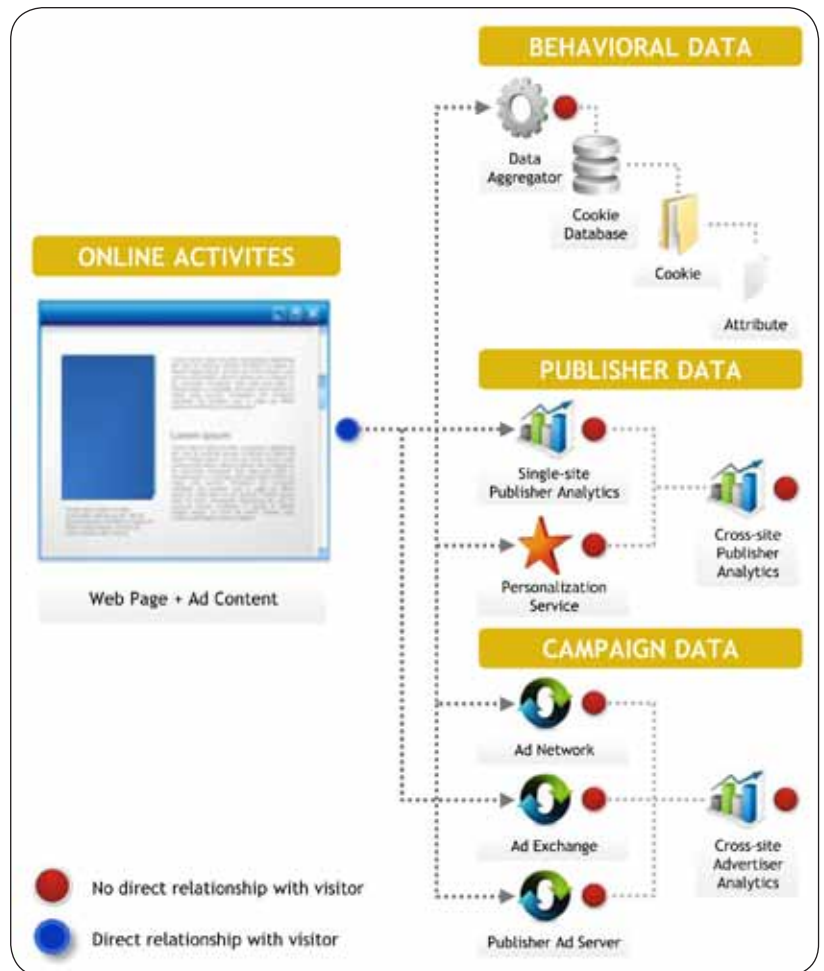 BEHAVIORAL DATA
Data
Aggregator
Cookie
Database
Cookie
Attribute
ONLINE ACTIVITES
Lorem ipsum
Web Page + Ad Content
PUBLISHER DATA
Single-site
Publisher Analytics
Personalization
Service
Cross-site
Publisher
Analytics
CAMPAIGN DATA
Ad Network
Ad Exchange
Publisher Ad Server
Cross-site
Advertiser
Analytics
No direct relationship with visitor
Direct relationship with visitor